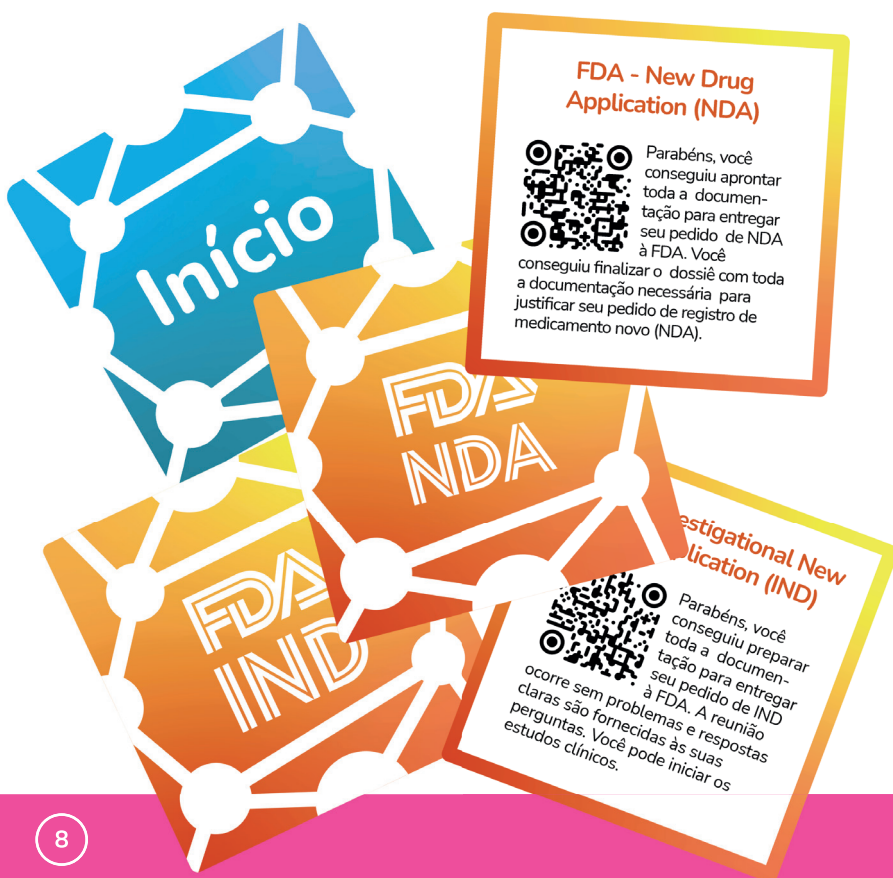 Início
FDA - New Drug
Application (NDA)
Parabéns, você
conseguiu aprontar
toda a documen-
tação para entregar
seu pedido de NDA
à FDA. Você
conseguiu finalizar o dossiê com toda
a documentação necessária para
justificar seu pedido de registro de
medicamento novo (NDA).
FDA
NDA
FDA
IND
estigational New
lication (IND)
Parabéns, você
conseguiu preparar
toda a documen-
tação para entregar
seu pedido de IND
à FDA. A reunião
ocorre sem problemas e respostas
claras são fornecidas às suas
perguntas. Você pode iniciar os
estudos clínicos.
8